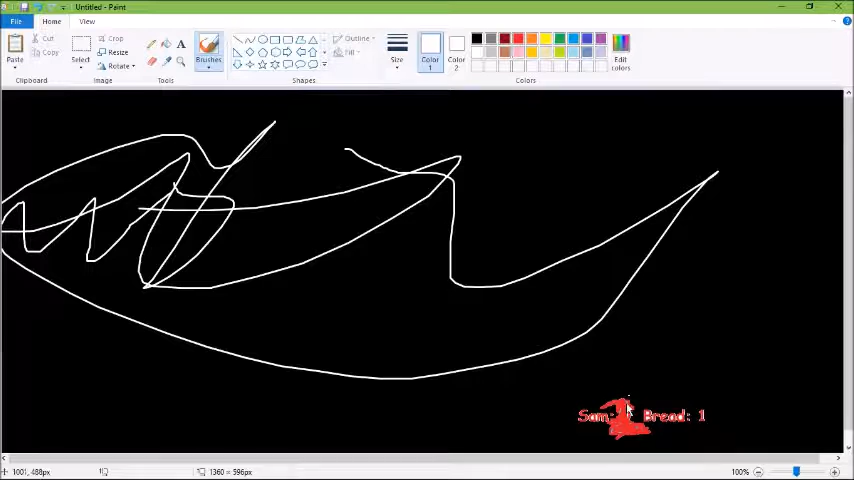 Untitled - Paint
File Home View
Paste Cut Copy Select Crop Resize Rotate Brushes Outline Fill Size Color 1 Color 2 Edit colors
Clipboard Image Tools Shapes Colors
Sam: Bread: 1
1001, 488px 1360 × 596px 100%